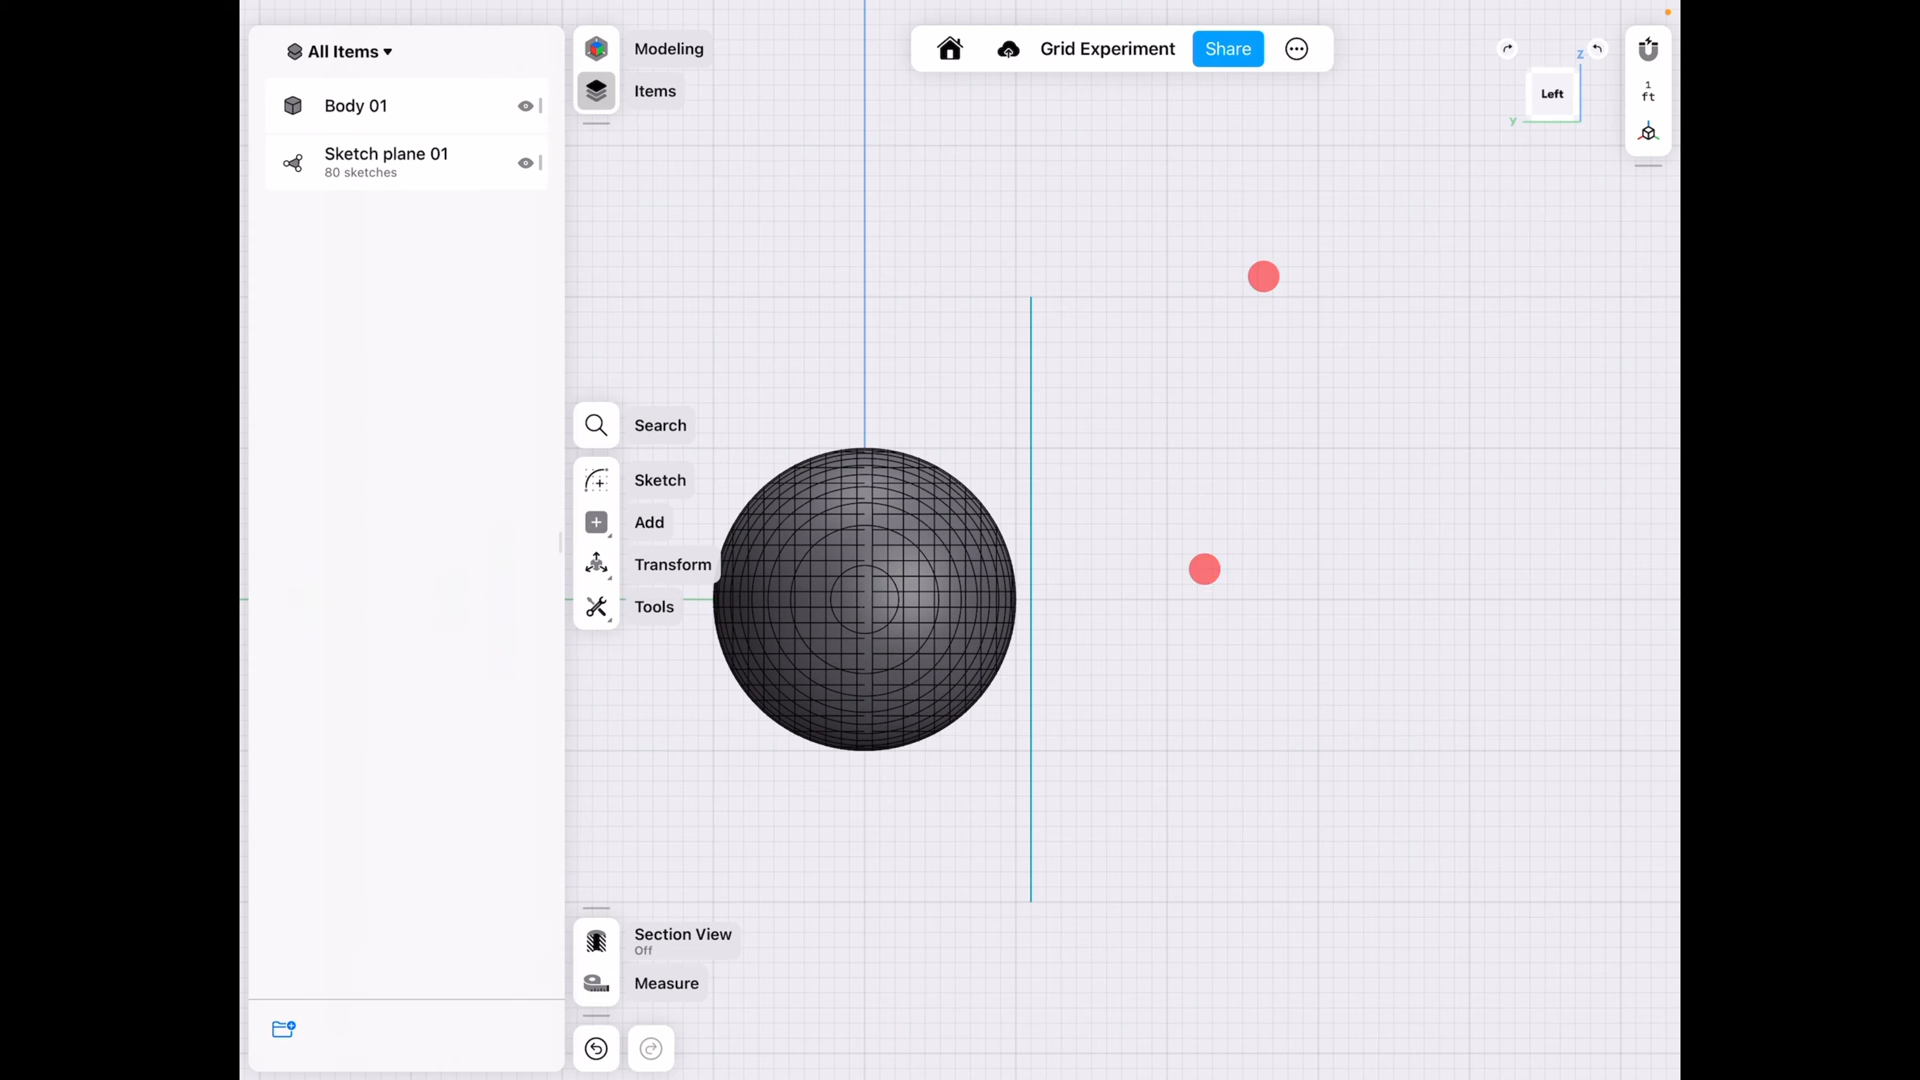 All Items
Body 01
Sketch plane 01
80 sketches
Modeling
Items
Grid Experiment
Share
Z
Left
Y
1
ft
Search
Sketch
Add
Transform
Tools
Section View
Off
Measure